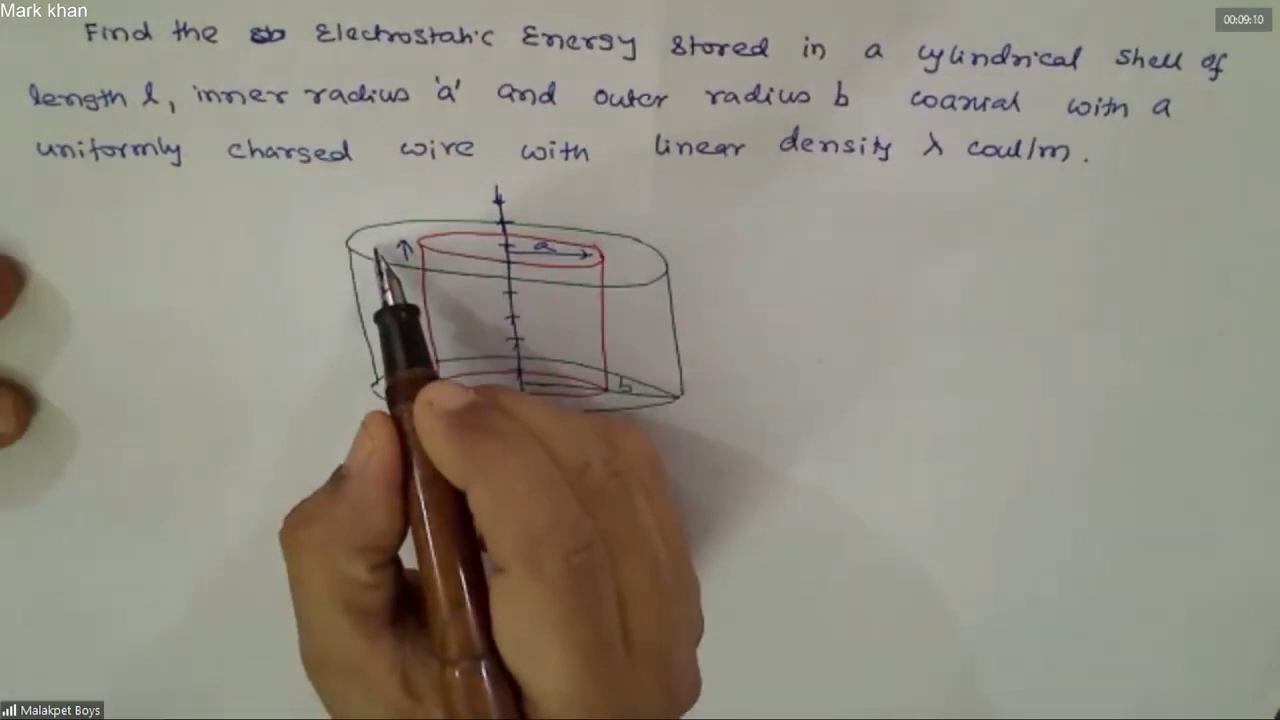 Mark khan
00:09:10
Find the Electrostatic Energy stored in a cylindrical shell of
length l, inner radius 'a' and outer radius b coaxial with a
uniformly charged wire with linear density λ coul/m.
a
b
Malakpet Boys